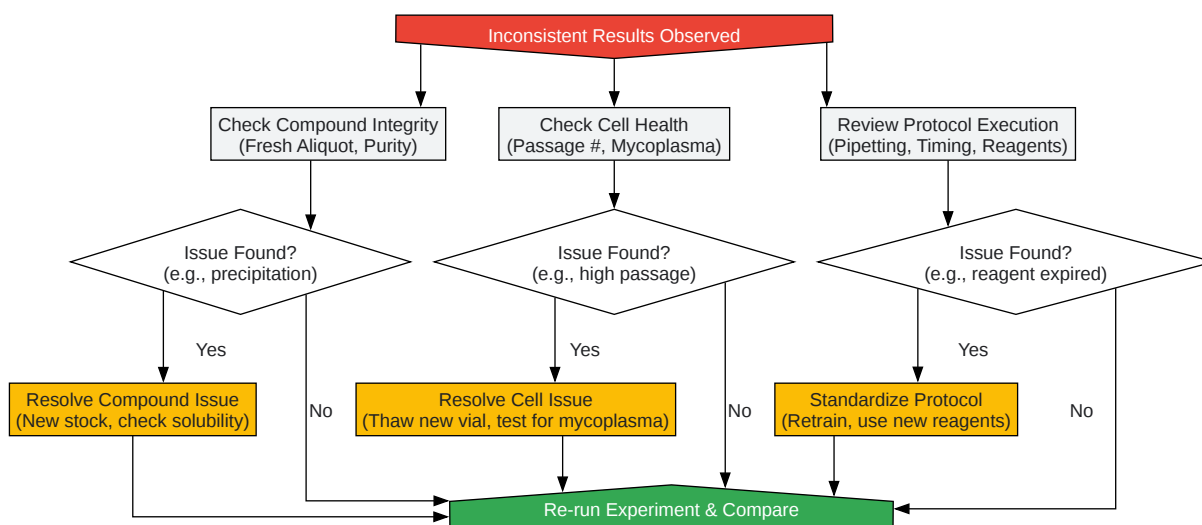 Inconsistent Results Observed
Check Compound Integrity
(Fresh Aliquot, Purity)
Check Cell Health
(Passage #, Mycoplasma)
Review Protocol Execution
(Pipetting, Timing, Reagents)
Issue Found?
(e.g., precipitation)
Issue Found?
(e.g., high passage)
Issue Found?
(e.g., reagent expired)
Yes
Yes
Yes
Resolve Compound Issue
(New stock, check solubility)
No
Resolve Cell Issue
(Thaw new vial, test for mycoplasma)
No
Standardize Protocol
(Retrain, use new reagents)
No
Re-run Experiment & Compare